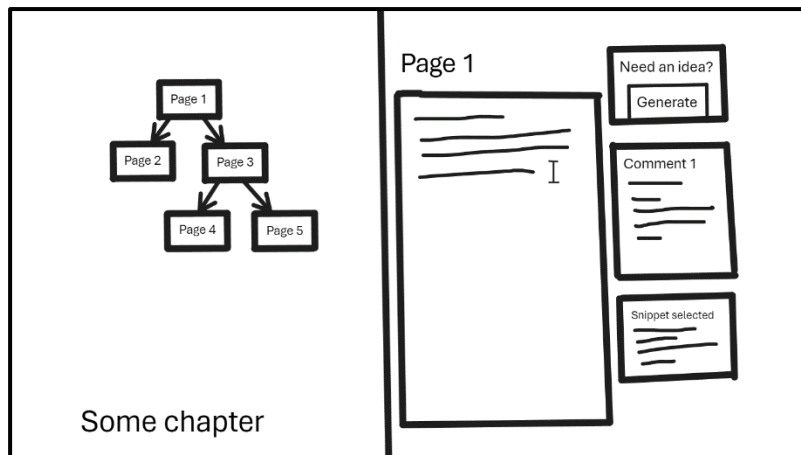 Page 1
Page 2
Page 3
Page 4
Page 5
Some chapter
Page 1
Need an idea?
Generate
Comment 1
Snippet selected